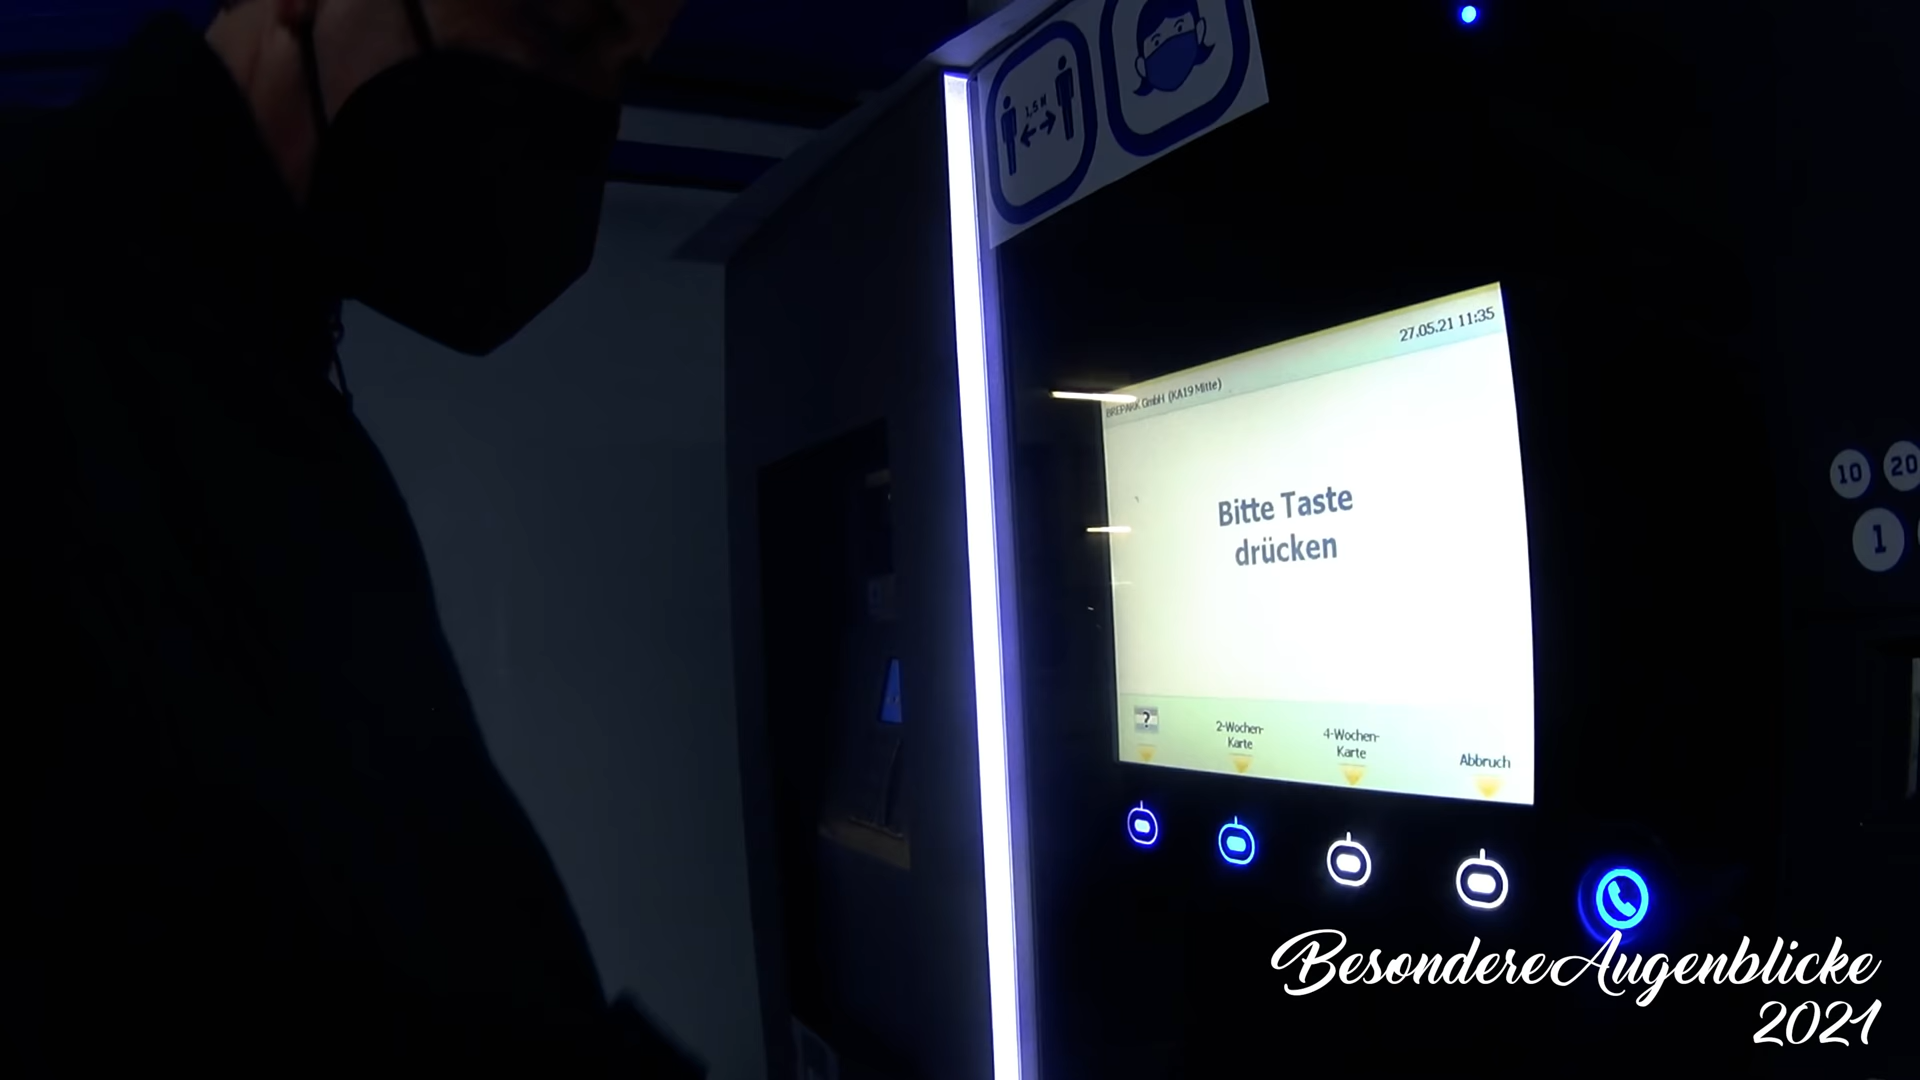 1,5 M
27.05.21 11:35
BREPARK GmbH (KA19 Mitte)
Bitte Taste
drücken
?
2-Wochen-
Karte
4-Wochen-
Karte
Abbruch
10 20
1
BesondereAugenblicke
2021